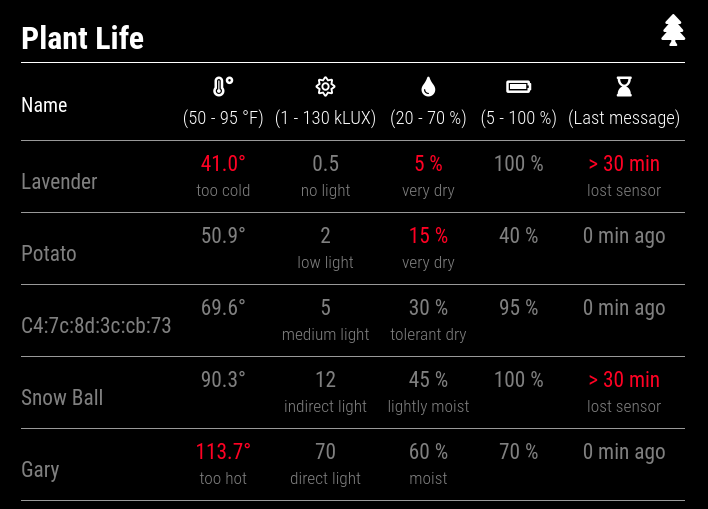 Plant Life
Name (50 - 95 °F) (1 - 130 kLUX) (20 - 70 %) (5 - 100 %) (Last message)
Lavender 41.0° 0.5 5 % 100 % > 30 min
too cold no light very dry lost sensor
Potato 50.9° 2 15 % 40 % 0 min ago
low light very dry
C4:7c:8d:3c:cb:73 69.6° 5 30 % 95 % 0 min ago
medium light tolerant dry
Snow Ball 90.3° 12 45 % 100 % > 30 min
indirect light lightly moist lost sensor
Gary 113.7° 70 60 % 70 % 0 min ago
too hot direct light moist